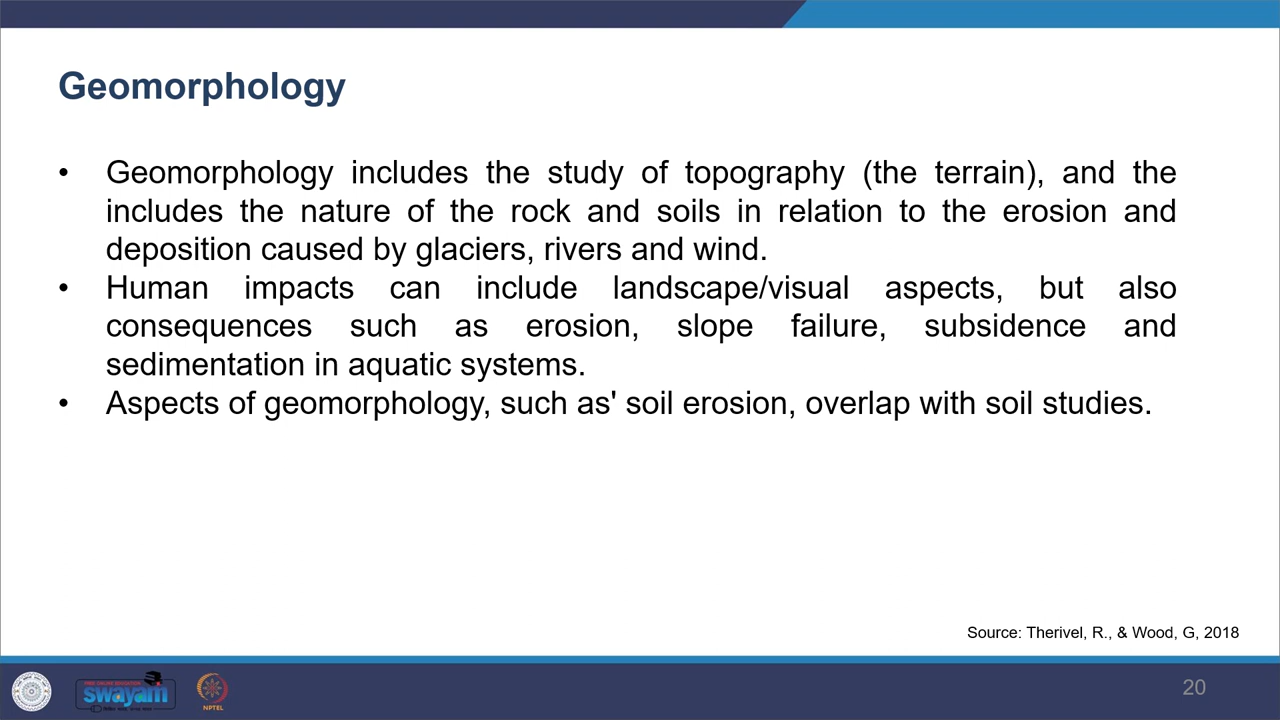 Geomorphology
• Geomorphology includes the study of topography (the terrain), and the
includes the nature of the rock and soils in relation to the erosion and
deposition caused by glaciers, rivers and wind.
• Human impacts can include landscape/visual aspects, but also
consequences such as erosion, slope failure, subsidence and
sedimentation in aquatic systems.
• Aspects of geomorphology, such as' soil erosion, overlap with soil studies.
Source: Therivel, R., & Wood, G, 2018
FREE ONLINE EDUCATION
swayam
NPTEL
20